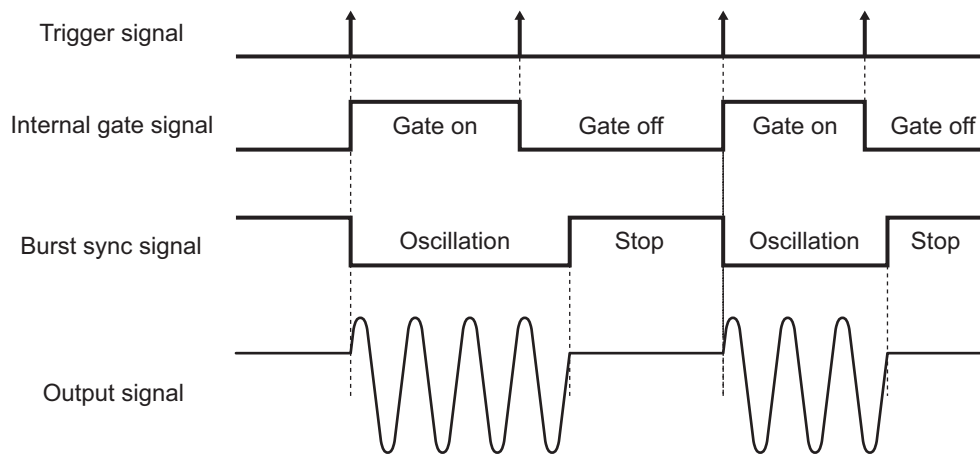 Trigger signal
Internal gate signal
Gate on
Gate off
Gate on
Gate off
Burst sync signal
Oscillation
Stop
Oscillation
Stop
Output signal